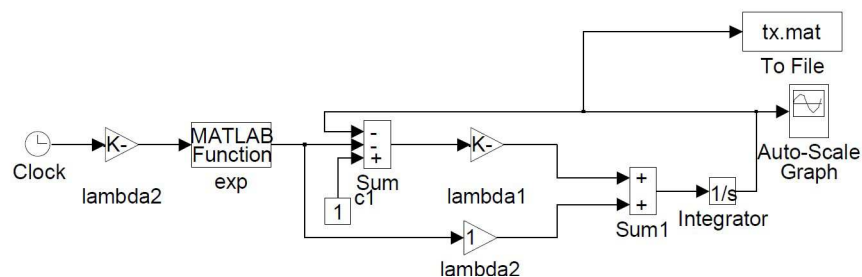 tx.mat
To File
Auto-Scale
Graph
Clock
K-
lambda2
MATLAB
Function
exp
-
-
+
Sum
1
c1
K-
lambda1
1
lambda2
+
+
Sum1
1/s
Integrator